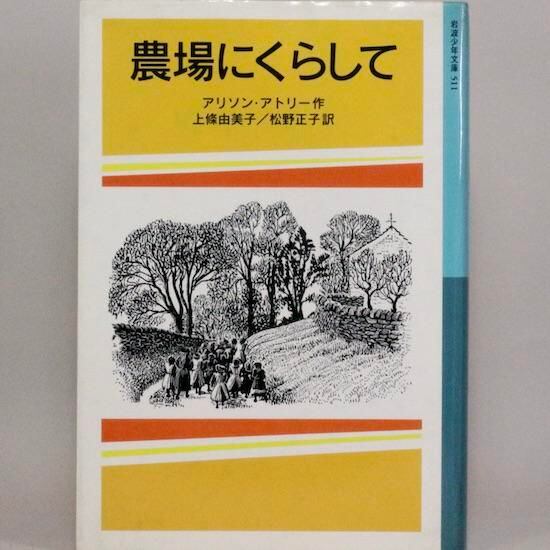 農場にくらして
アリソン・アトリー作
上條由美子／松野正子訳
岩波少年文庫 511